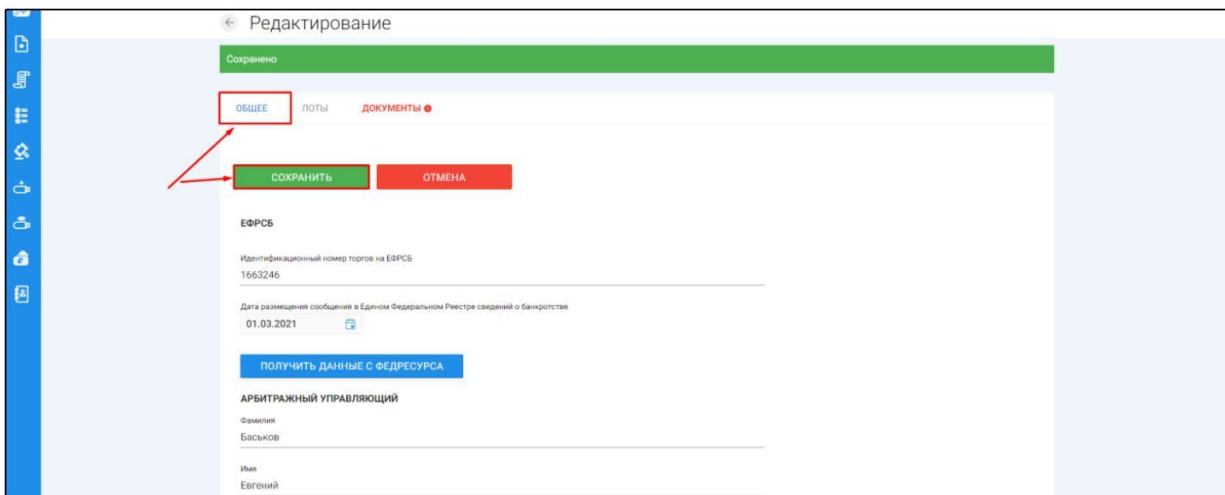 Редактирование
Сохранено
ОБЩЕЕ ЛОТЫ ДОКУМЕНТЫ
СОХРАНИТЬ ОТМЕНА
ЕФРСБ
Идентификационный номер торгов на ЕФРСБ
1663246
Дата размещения сообщения в Едином Федеральном Реестре сведений о банкротстве
01.03.2021
ПОЛУЧИТЬ ДАННЫЕ С ФЕДРЕСУРСА
АРБИТРАЖНЫЙ УПРАВЛЯЮЩИЙ
Фамилия
Баськов
Имя
Евгений